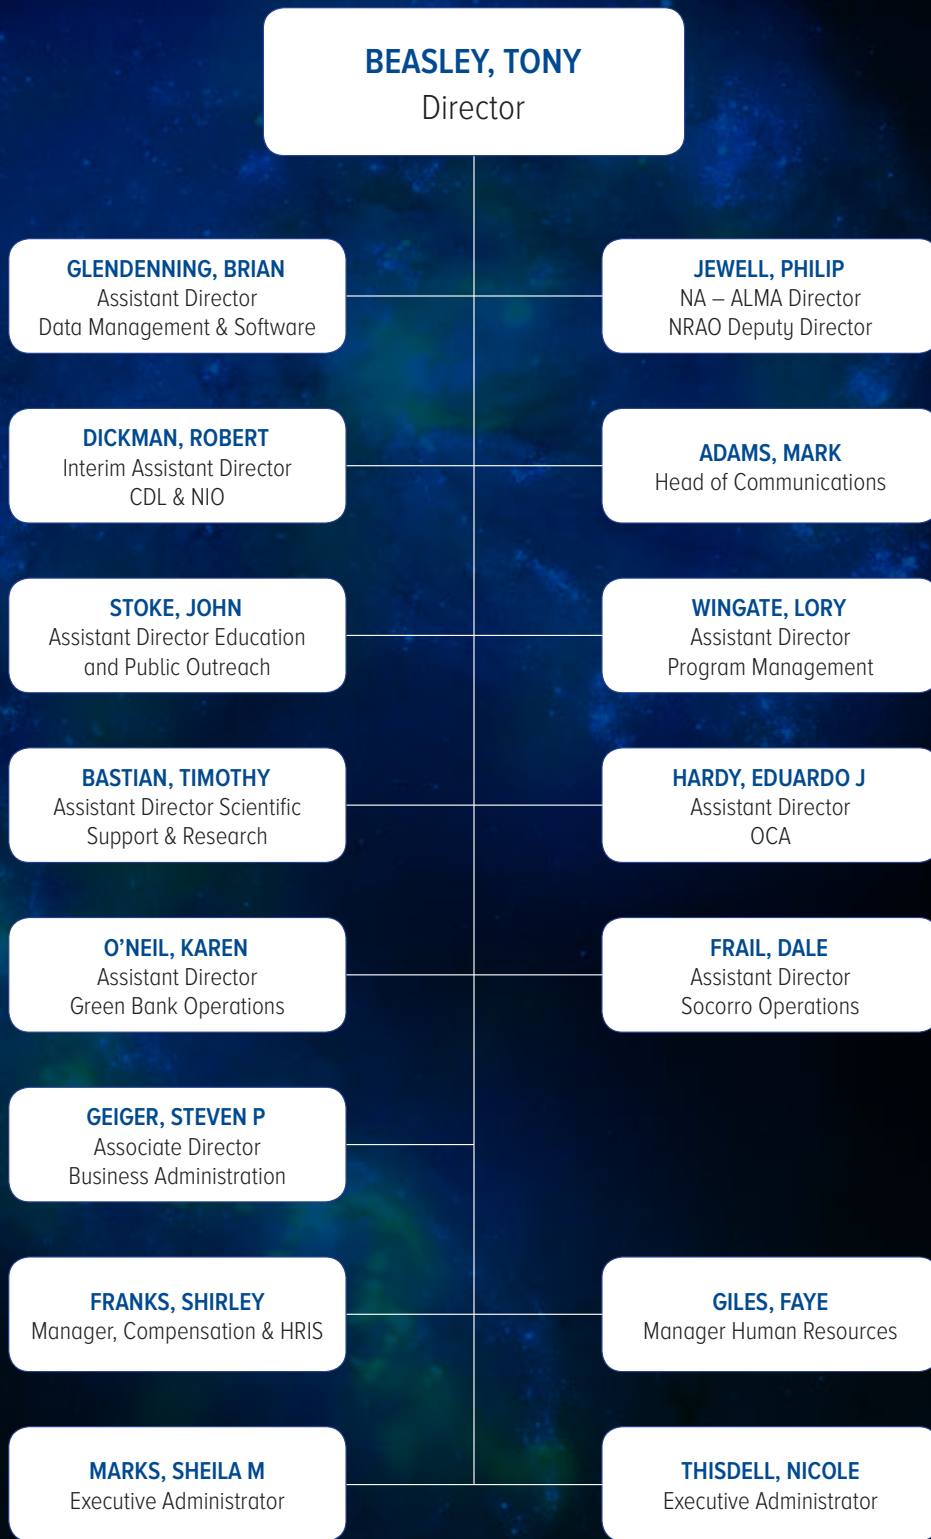 BEASLEY, TONY
Director
GLENDENNING, BRIAN
Assistant Director
Data Management & Software
JEWELL, PHILIP
NA – ALMA Director
NRAO Deputy Director
DICKMAN, ROBERT
Interim Assistant Director
CDL & NIO
ADAMS, MARK
Head of Communications
STOKE, JOHN
Assistant Director Education
and Public Outreach
WINGATE, LORY
Assistant Director
Program Management
BASTIAN, TIMOTHY
Assistant Director Scientific
Support & Research
HARDY, EDUARDO J
Assistant Director
OCA
O’NEIL, KAREN
Assistant Director
Green Bank Operations
FRAIL, DALE
Assistant Director
Socorro Operations
GEIGER, STEVEN P
Associate Director
Business Administration
FRANKS, SHIRLEY
Manager, Compensation & HRIS
GILES, FAYE
Manager Human Resources
MARKS, SHEILA M
Executive Administrator
THISDELL, NICOLE
Executive Administrator